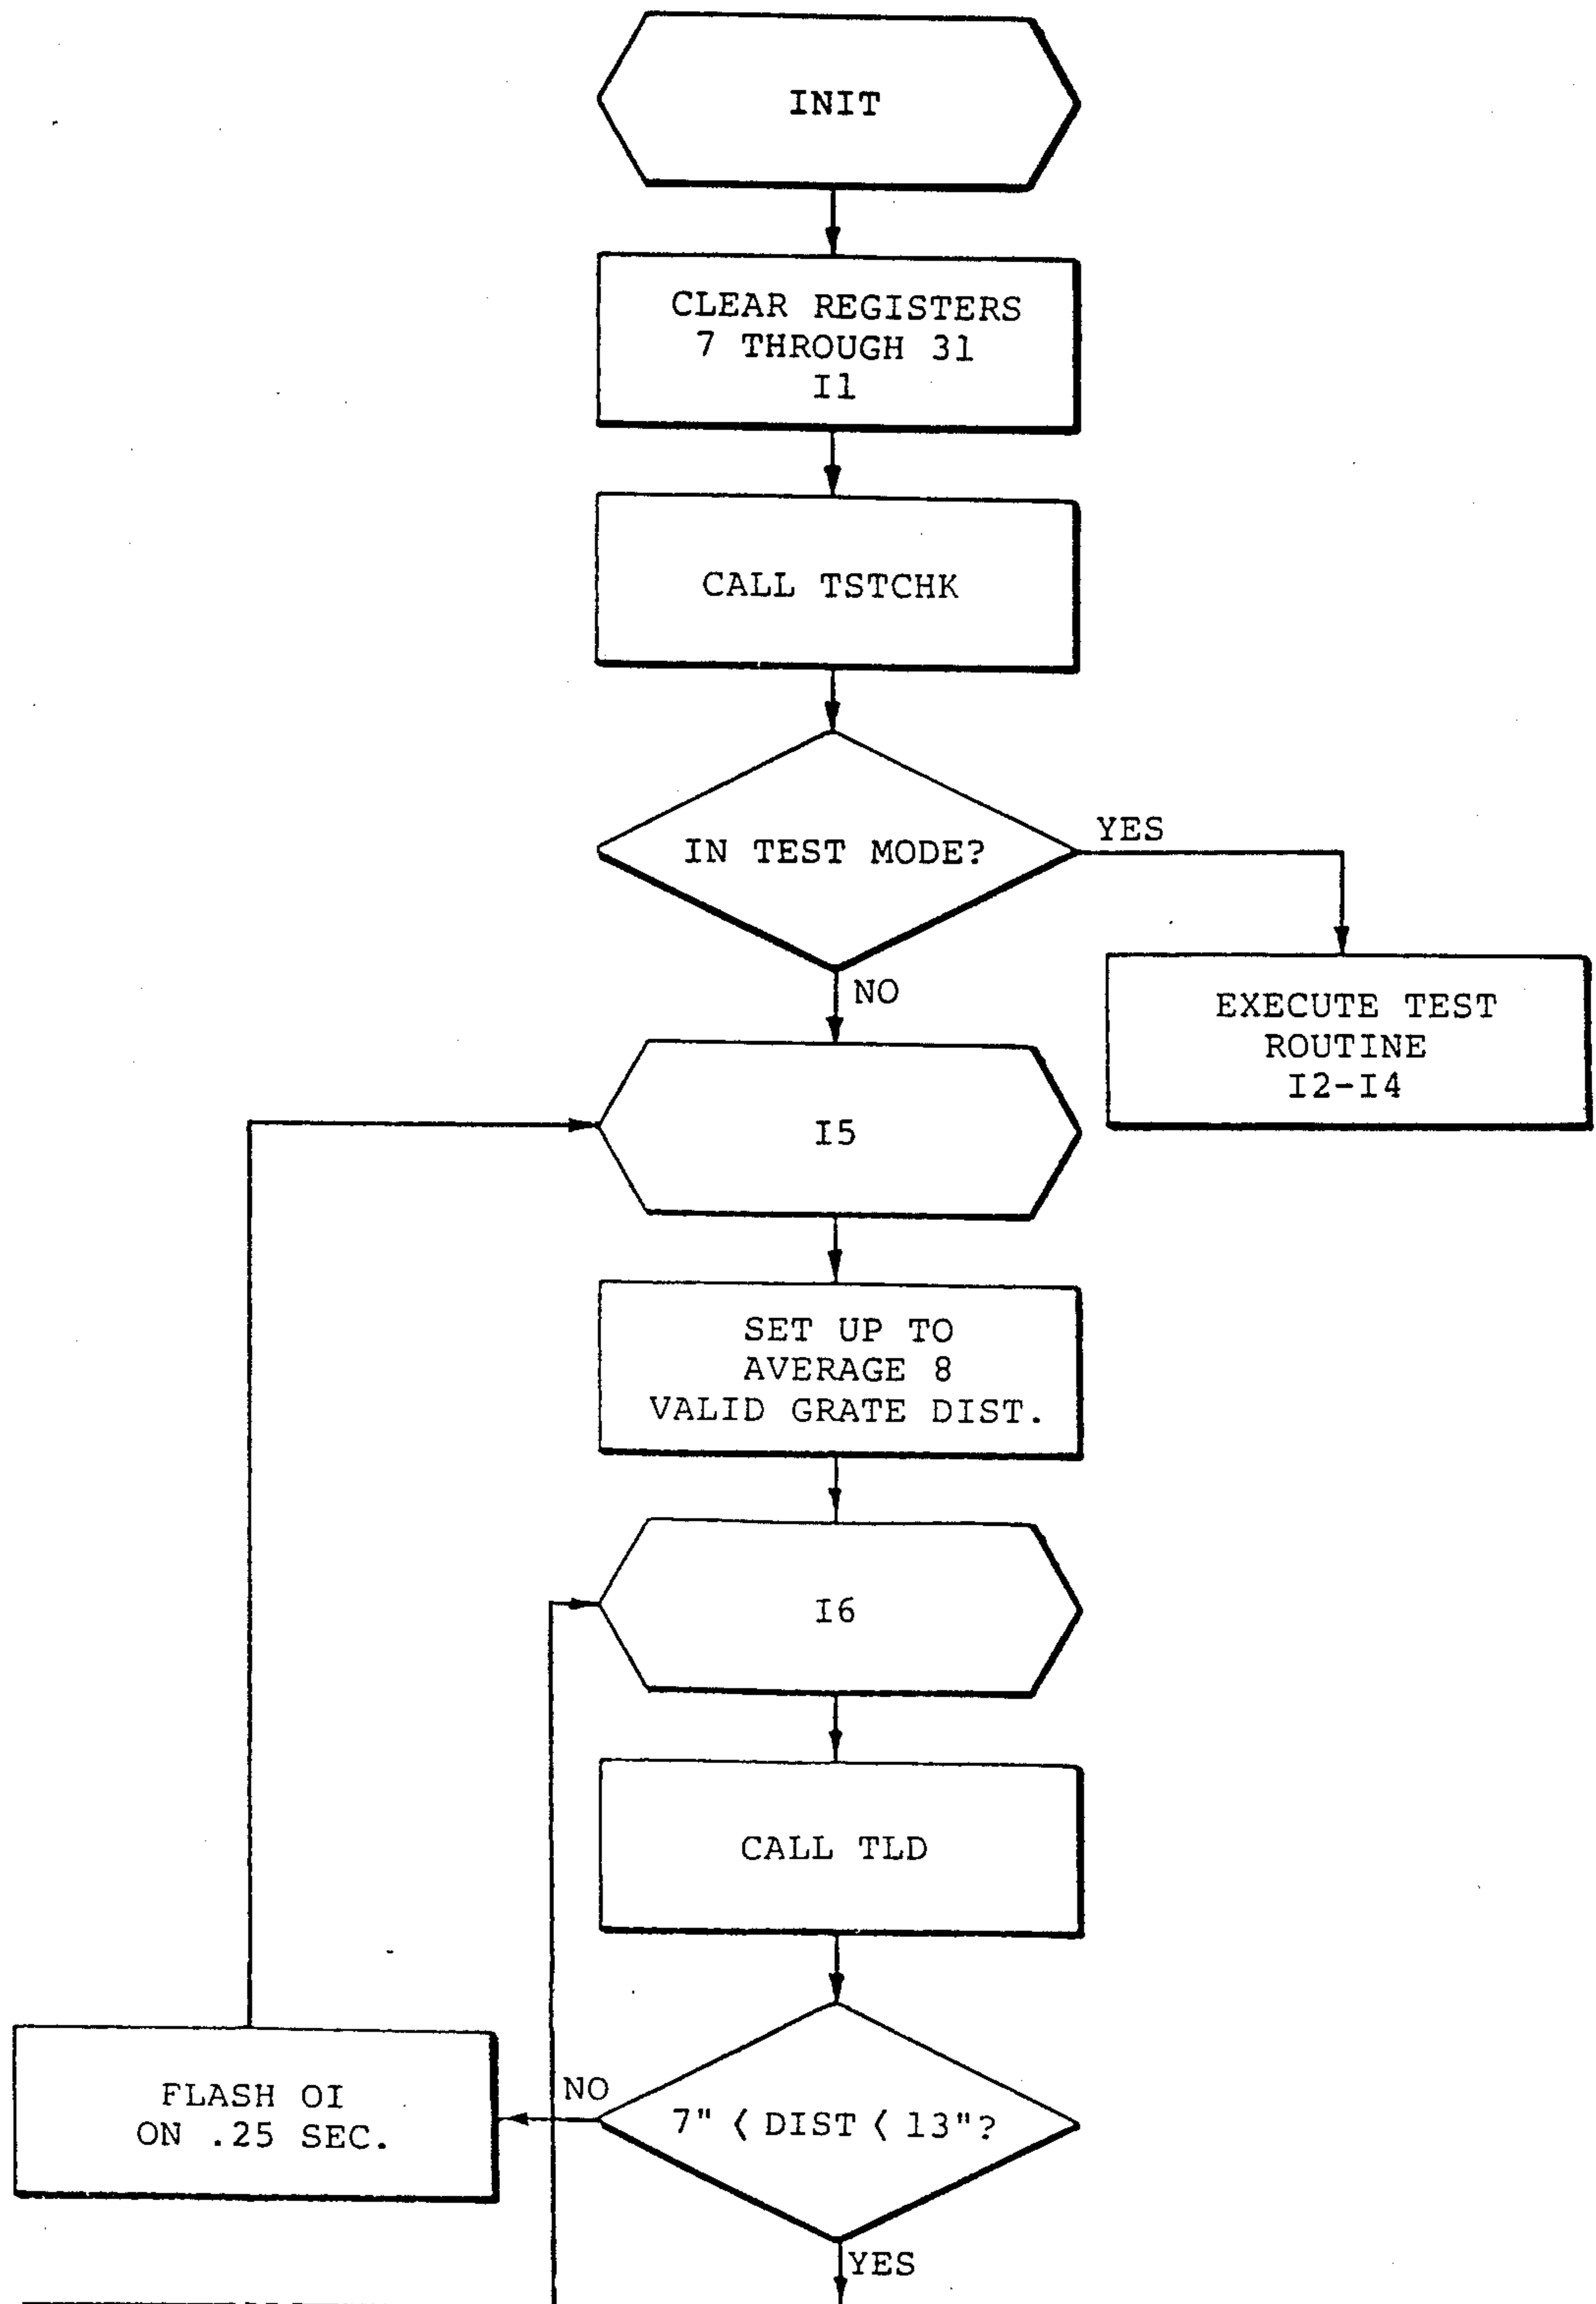 INIT
CLEAR REGISTERS
7 THROUGH 31
I1
CALL TSTCHK
IN TEST MODE?
YES
NO
EXECUTE TEST
ROUTINE
I2-I4
I5
SET UP TO
AVERAGE 8
VALID GRATE DIST.
I6
CALL TLD
FLASH OI
ON .25 SEC.
NO
7" < DIST < 13"?
YES